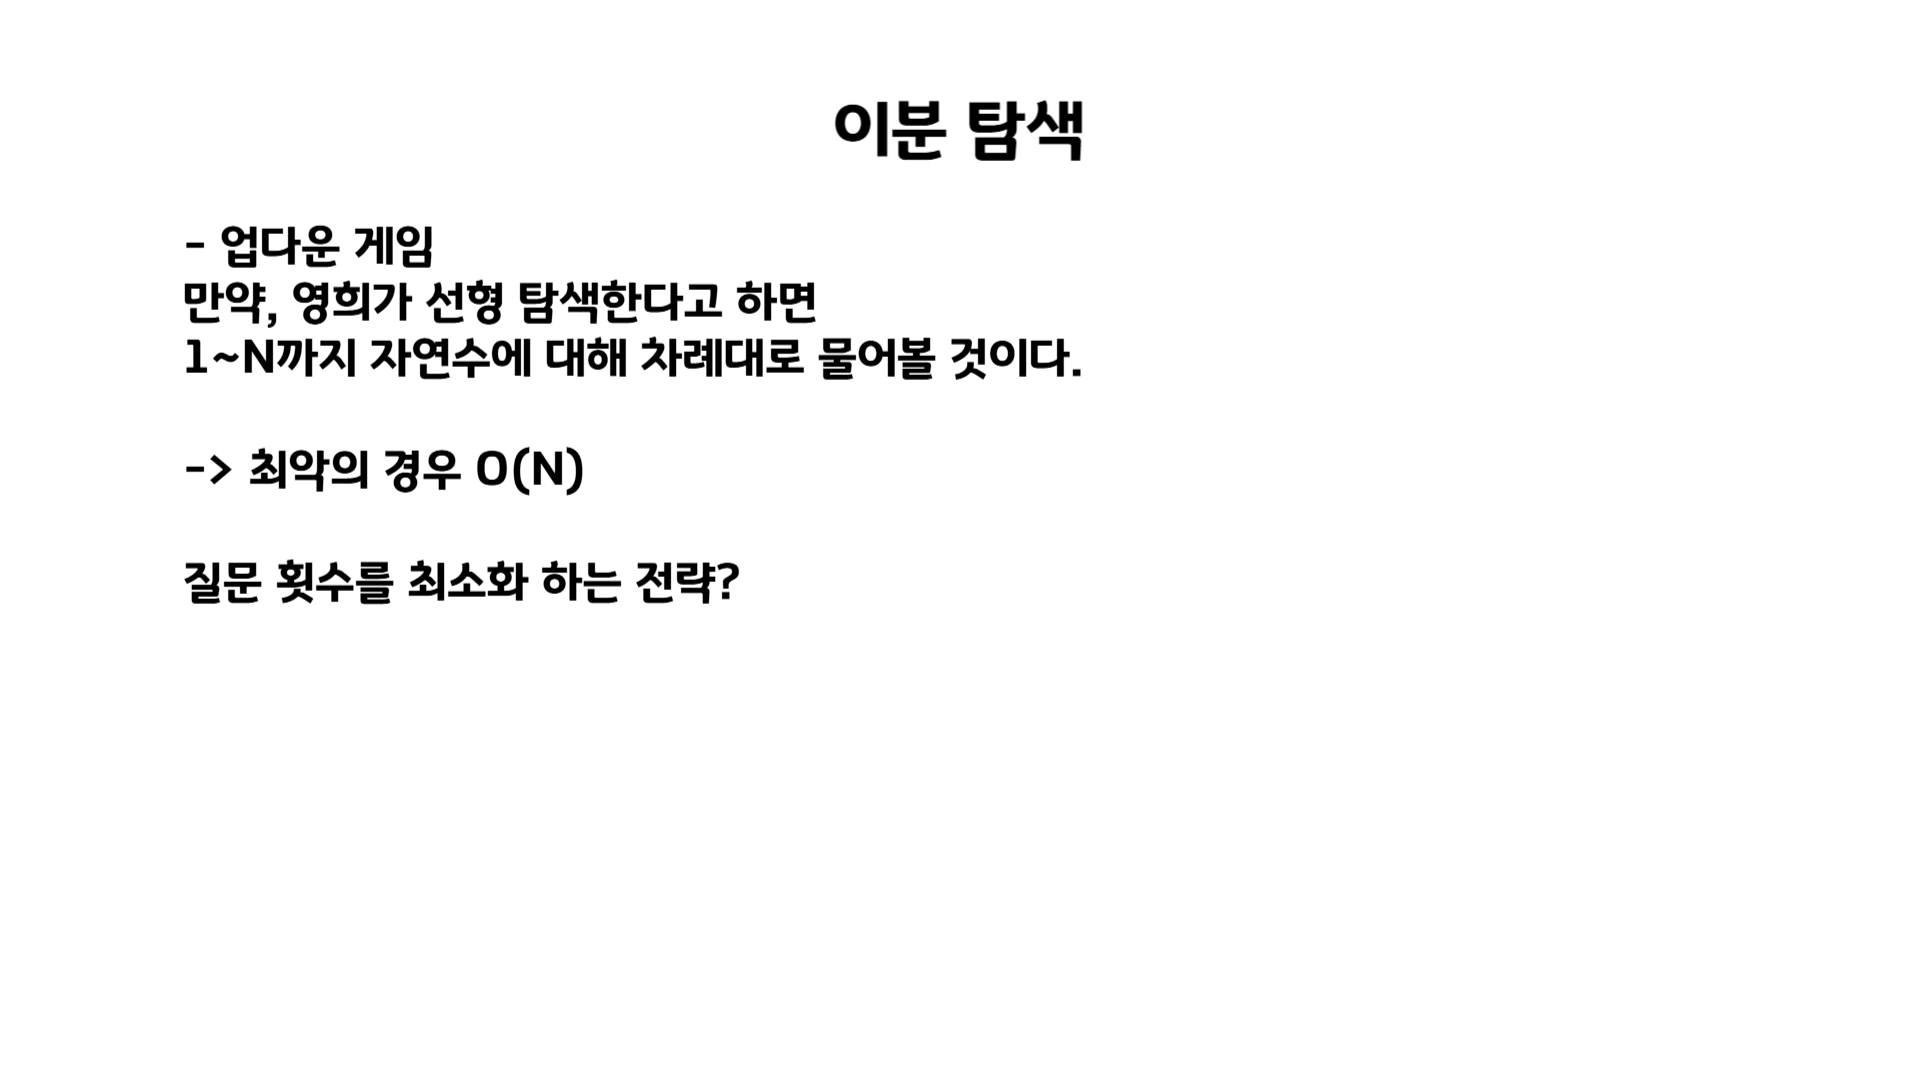 이분 탐색
- 업다운 게임
만약, 영희가 선형 탐색한다고 하면
1~N까지 자연수에 대해 차례대로 물어볼 것이다.
-> 최악의 경우 O(N)
질문 횟수를 최소화 하는 전략?